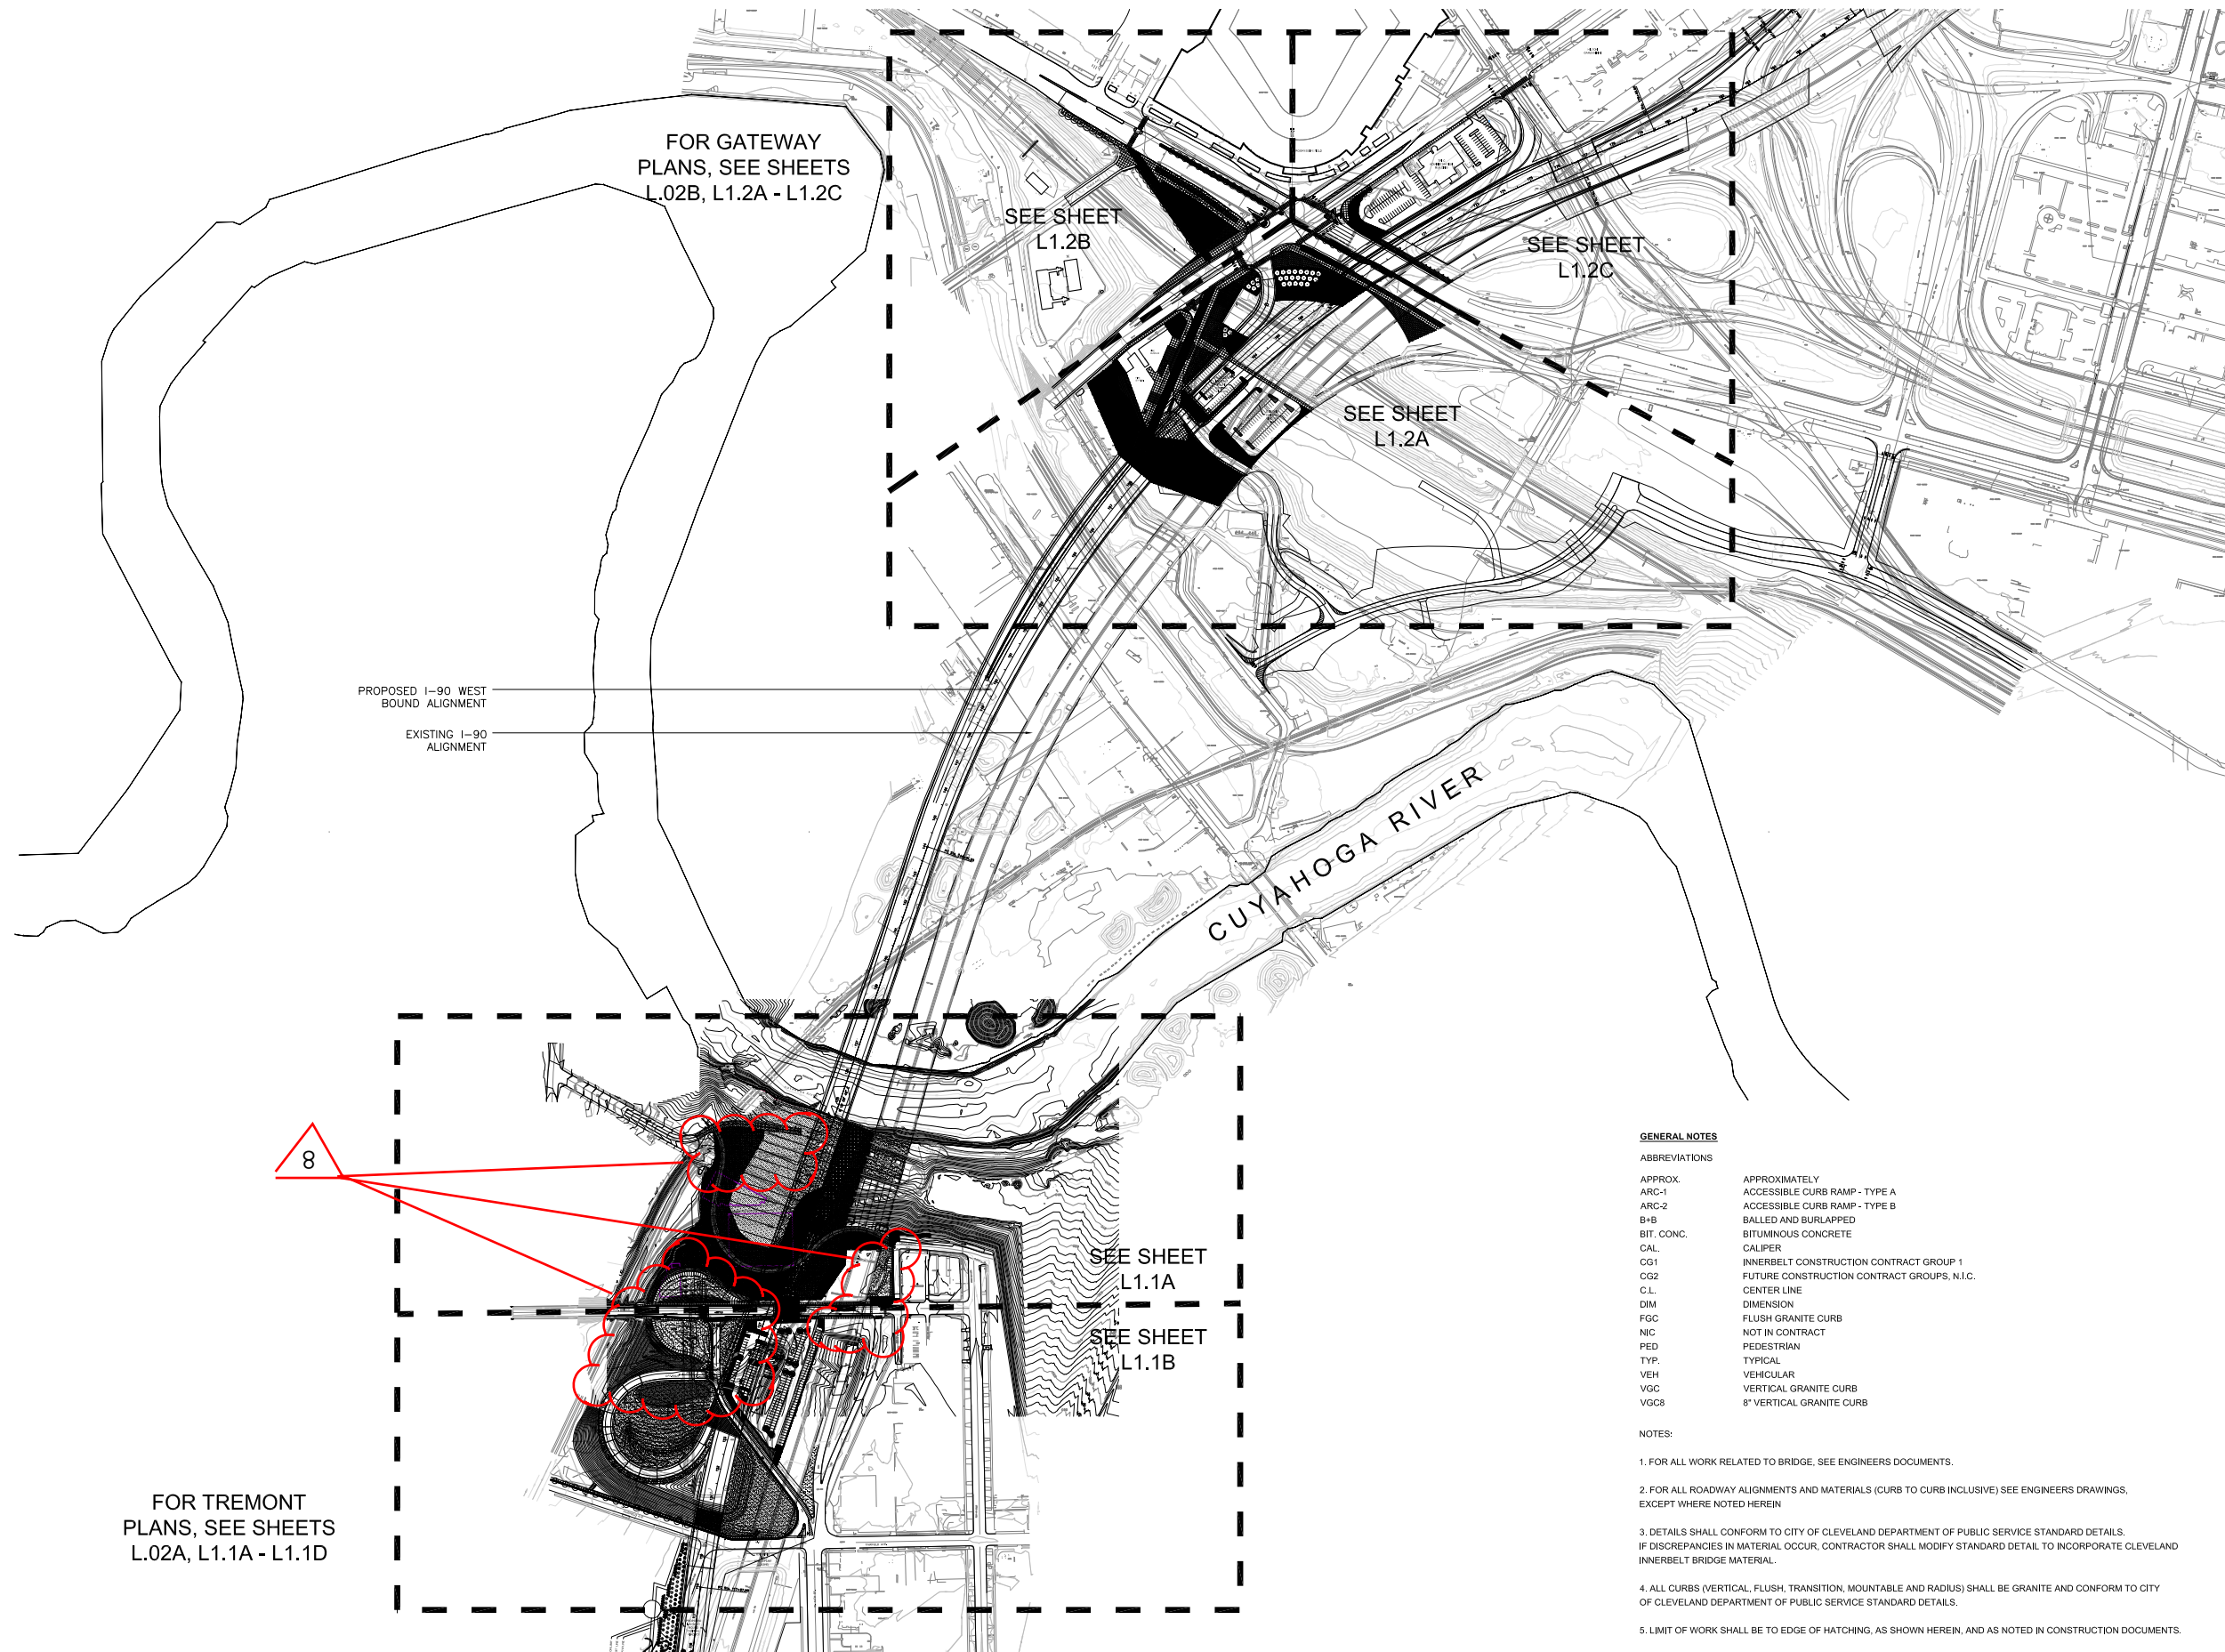 FOR GATEWAY
PLANS, SEE SHEETS
L.02B, L1.2A - L1.2C
SEE SHEET
L1.2B
SEE SHEET
L1.2C
SEE SHEET
L1.2A
PROPOSED I-90 WEST
BOUND ALIGNMENT
EXISTING I-90
ALIGNMENT
CUYAHOGA RIVER
8
SEE SHEET
L1.1A
SEE SHEET
L1.1B
FOR TREMONT
PLANS, SEE SHEETS
L.02A, L1.1A - L1.1D
GENERAL NOTES
ABBREVIATIONS
APPROX. APPROXIMATELY
ARC-1 ACCESSIBLE CURB RAMP - TYPE A
ARC-2 ACCESSIBLE CURB RAMP - TYPE B
B+B BALLED AND BURLAPPED
BIT. CONC. BITUMINOUS CONCRETE
CAL. CALIPER
CG1 INNERBELT CONSTRUCTION CONTRACT GROUP 1
CG2 FUTURE CONSTRUCTION CONTRACT GROUPS, N.I.C.
C.L. CENTER LINE
DIM DIMENSION
FGC FLUSH GRANITE CURB
NIC NOT IN CONTRACT
PED PEDESTRIAN
TYP. TYPICAL
VEH VEHICULAR
VGC VERTICAL GRANITE CURB
VGC8 8" VERTICAL GRANITE CURB
NOTES:
1. FOR ALL WORK RELATED TO BRIDGE, SEE ENGINEERS DOCUMENTS.
2. FOR ALL ROADWAY ALIGNMENTS AND MATERIALS (CURB TO CURB INCLUSIVE) SEE ENGINEERS DRAWINGS,
EXCEPT WHERE NOTED HEREIN
3. DETAILS SHALL CONFORM TO CITY OF CLEVELAND DEPARTMENT OF PUBLIC SERVICE STANDARD DETAILS.
IF DISCREPANCIES IN MATERIAL OCCUR, CONTRACTOR SHALL MODIFY STANDARD DETAIL TO INCORPORATE CLEVELAND
INNERBELT BRIDGE MATERIAL.
4. ALL CURBS (VERTICAL, FLUSH, TRANSITION, MOUNTABLE AND RADIUS) SHALL BE GRANITE AND CONFORM TO CITY
OF CLEVELAND DEPARTMENT OF PUBLIC SERVICE STANDARD DETAILS.
5. LIMIT OF WORK SHALL BE TO EDGE OF HATCHING, AS SHOWN HEREIN, AND AS NOTED IN CONSTRUCTION DOCUMENTS.